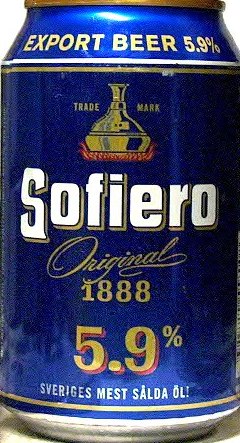 EXPORT BEER 5.9%
TRADE MARK
Sofiero
Original
1888
5.9%
SVERIGES MEST SÅLDA ÖL!